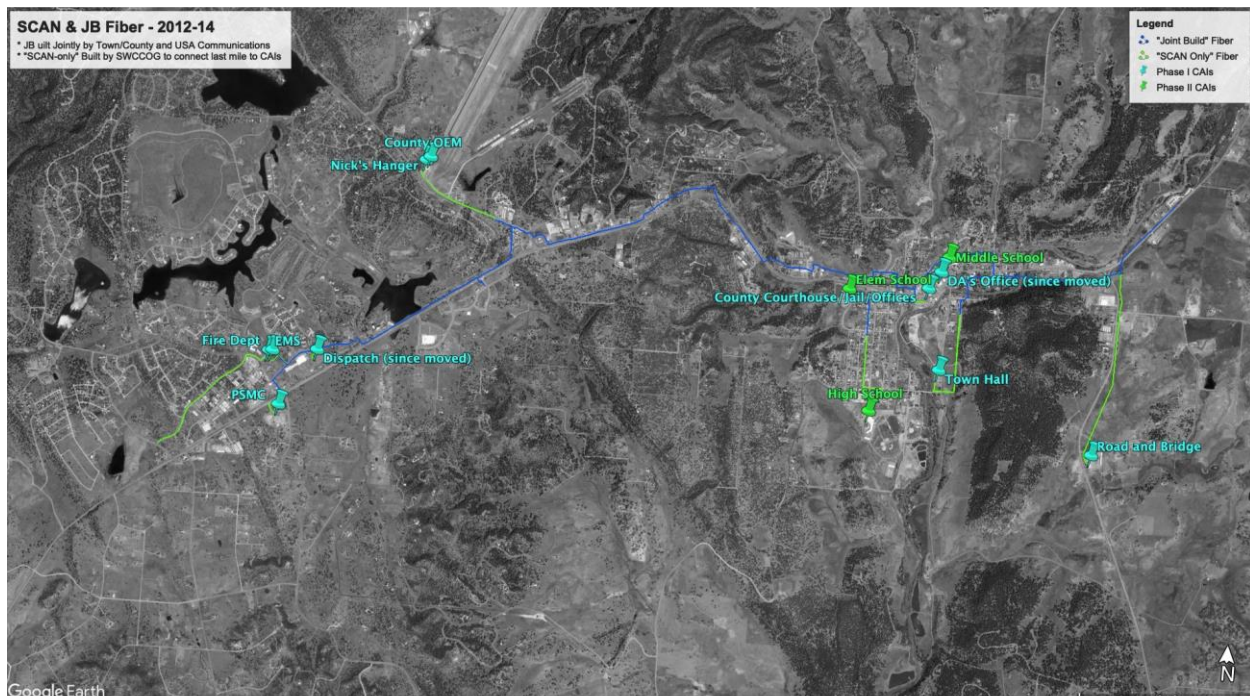 SCAN & JB Fiber - 2012-14
* JB uilt Jointly by Town/County and USA Communications
* "SCAN-only" Built by SWCCOG to connect last mile to CAIs
Legend
"Joint Build" Fiber
"SCAN Only" Fiber
Phase I CAIs
Phase II CAIs
County OEM
Nick's Hanger
Middle School
Elem School
DA's Office (since moved)
County Courthouse/Jail/Offices
Fire Dept / EMS
Dispatch (since moved)
Town Hall
PSMC
High School
Road and Bridge
N
Google Earth